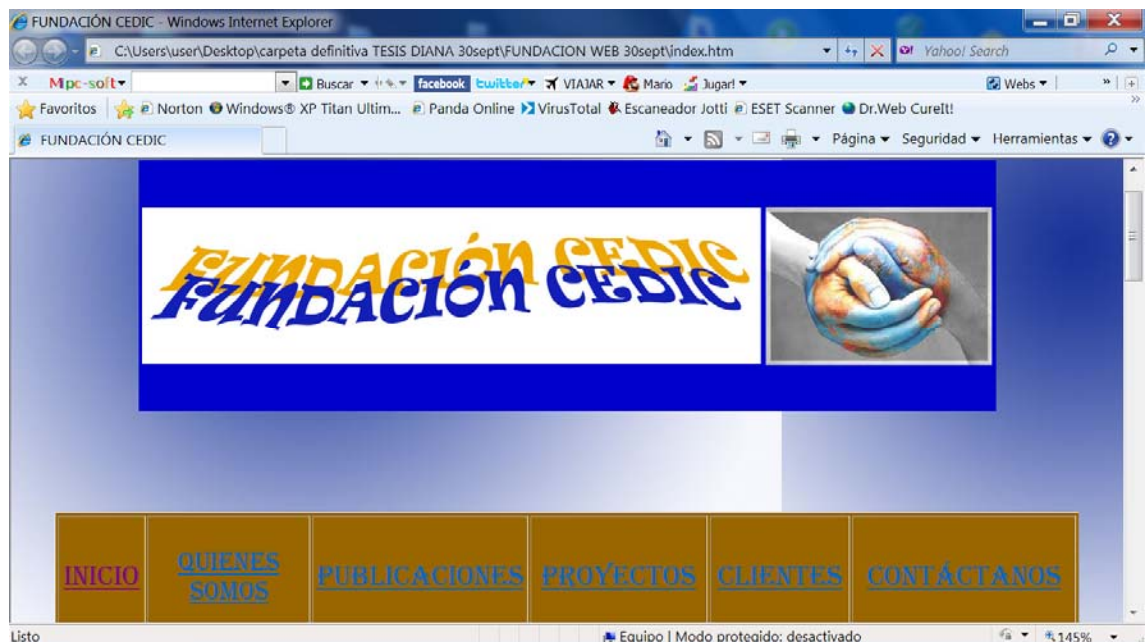 FUNDACIÓN CEDIC - Windows Internet Explorer
C:\Users\user\Desktop\carpeta definitiva TESIS DIANA 30sept\FUNDACION WEB 30sept\index.htm Yahoo! Search
X Mipc-soft Buscar facebook twitter VIAJAR Mario Jugar! Webs »
Favoritos Norton Windows® XP Titan Ultim... Panda Online VirusTotal Escaneador Jotti ESET Scanner Dr.Web CureIt! »
FUNDACIÓN CEDIC Página Seguridad Herramientas
FUNDACIÓN CEDIC
INICIO QUIENES SOMOS PUBLICACIONES PROYECTOS CLIENTES CONTÁCTANOS
Listo Equipo | Modo protegido: desactivado 145%